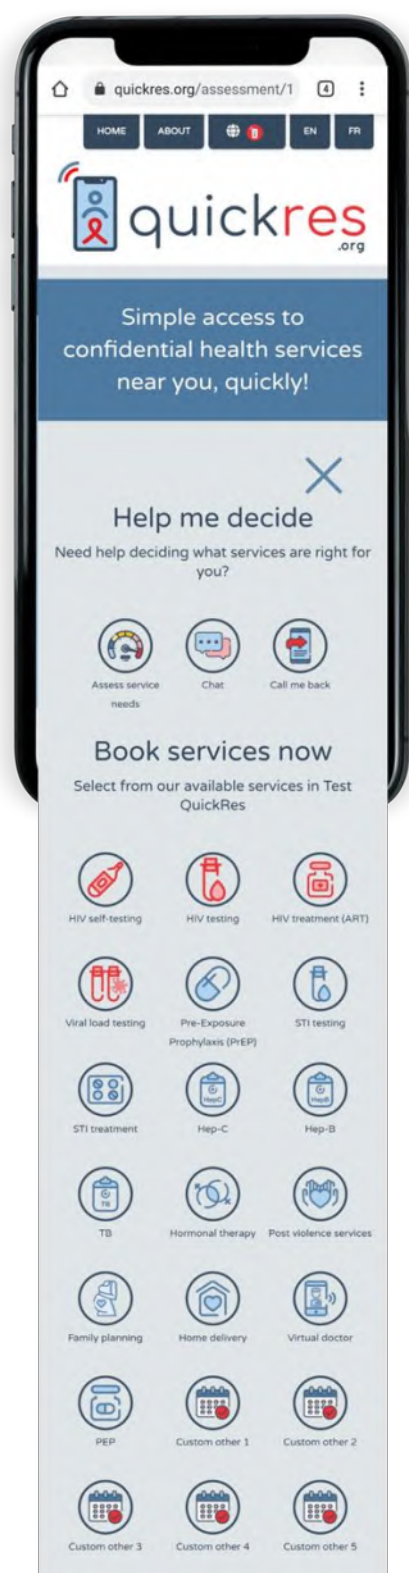 quickres.org/assessment/1
4
HOME ABOUT EN FR
quickres
.org
Simple access to
confidential health services
near you, quickly!
Help me decide
Need help deciding what services are right for
you?
Assess service
needs
Chat
Call me back
Book services now
Select from our available services in Test
QuickRes
HIV self-testing
HIV testing
HIV treatment (ART)
Viral load testing
Pre-Exposure
Prophylaxis (PrEP)
STI testing
STI treatment
HepC
Hep-C
HepB
Hep-B
TB
TB
Hormonal therapy
Post violence services
Family planning
Home delivery
Virtual doctor
PEP
Custom other 1
Custom other 2
Custom other 3
Custom other 4
Custom other 5